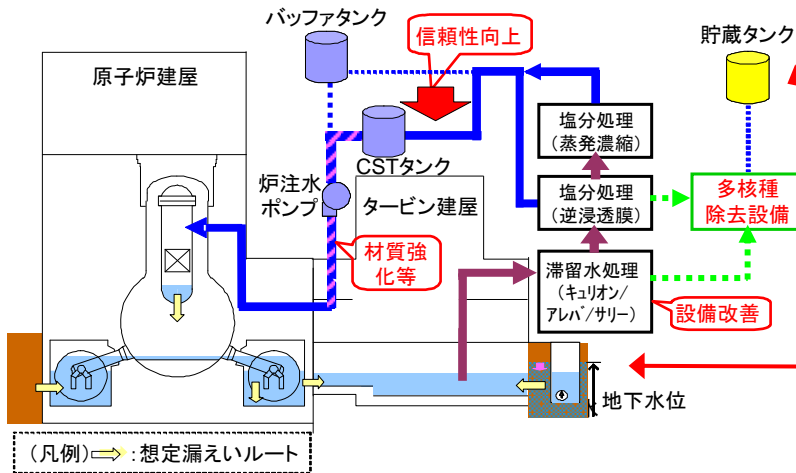 バッファタンク
信頼性向上
貯蔵タンク
原子炉建屋
塩分処理
(蒸発濃縮)
CSTタンク
炉注水
ポンプ
タービン建屋
塩分処理
(逆浸透膜)
多核種
除去設備
材質強
化等
滞留水処理
(キュリオン/
アレバ/サリー)
設備改善
地下水位
(凡例) :想定漏えいルート